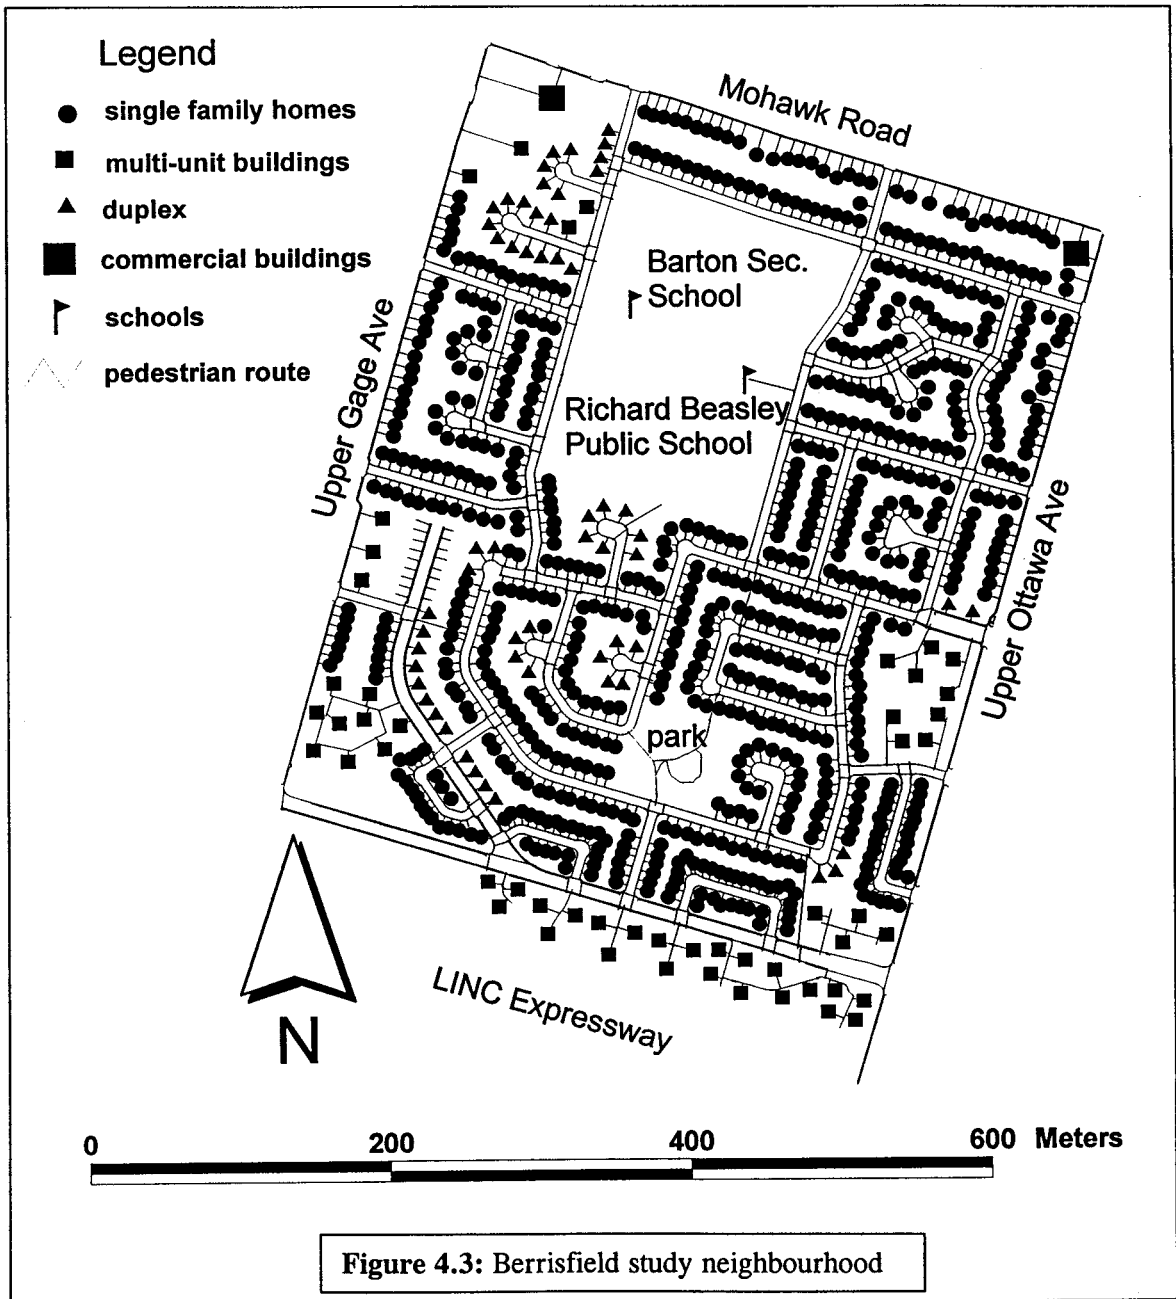 Legend
single family homes
multi-unit buildings
duplex
commercial buildings
schools
pedestrian route
Mohawk Road
Barton Sec.
School
Richard Beasley
Public School
Upper Gage Ave
Upper Ottawa Ave
park
LINC Expressway
N
0 200 400 600 Meters
Figure 4.3: Berrisfield study neighbourhood